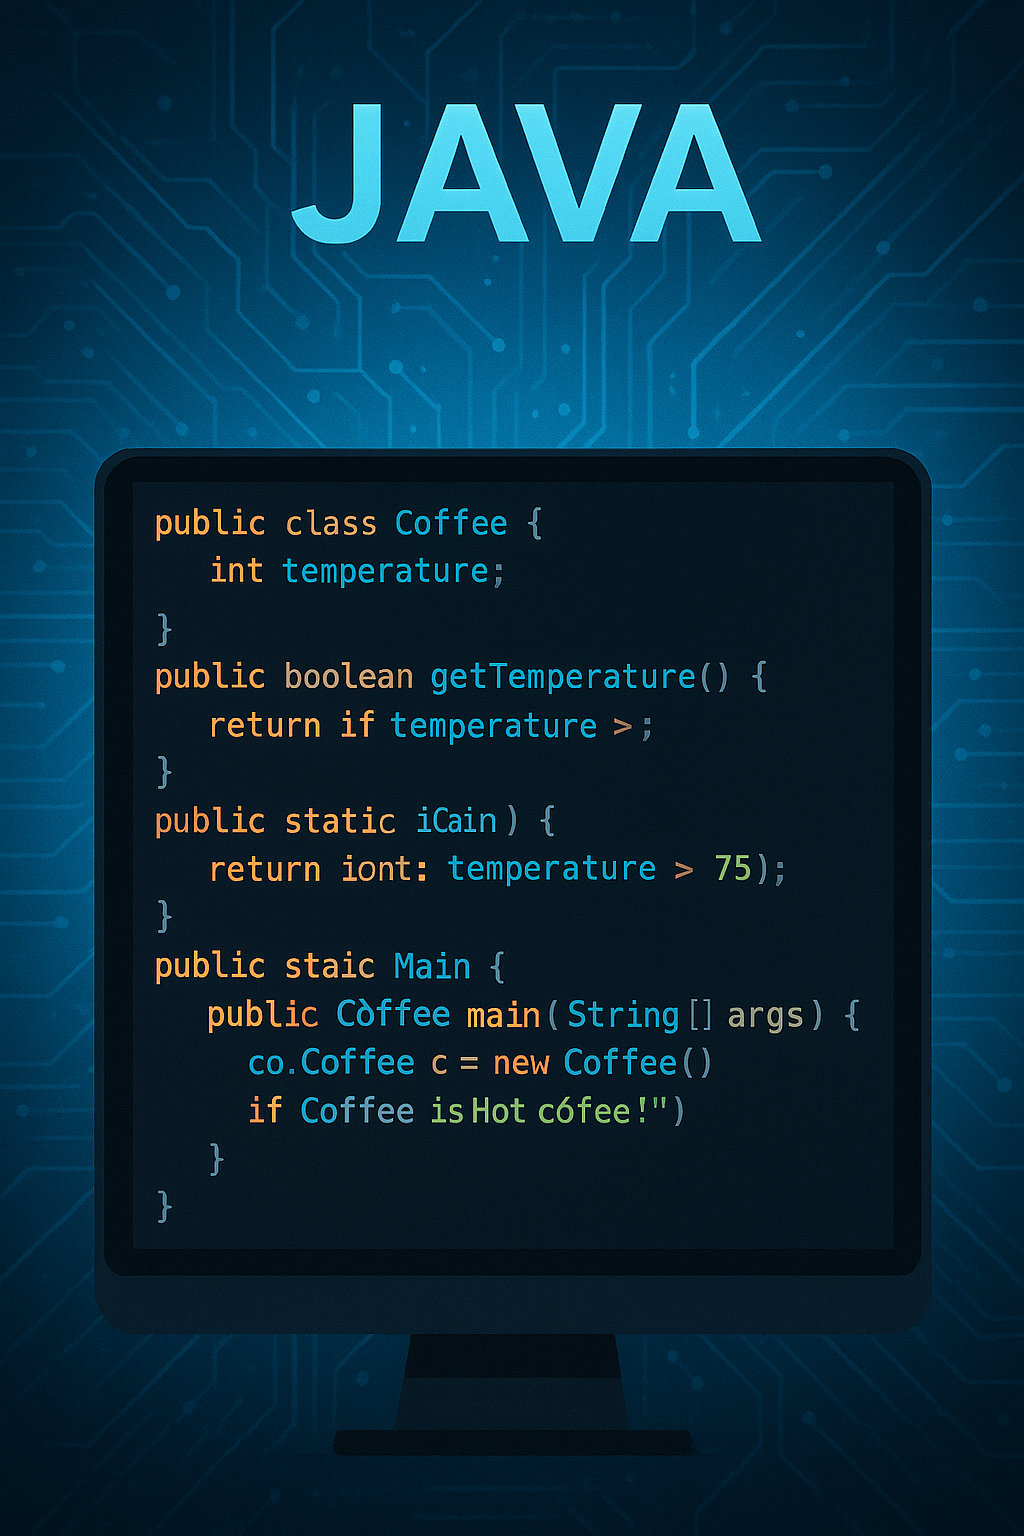 JAVA
public class Coffee {
int temperature;
}
public boolean getTemperature() {
return if temperature >;
}
public static iCain) {
return iont: temperature > 75);
}
public staic Main {
public Còffee main(String[] args) {
co.Coffee c = new Coffee()
if Coffee is Hot cófee!")
}
}